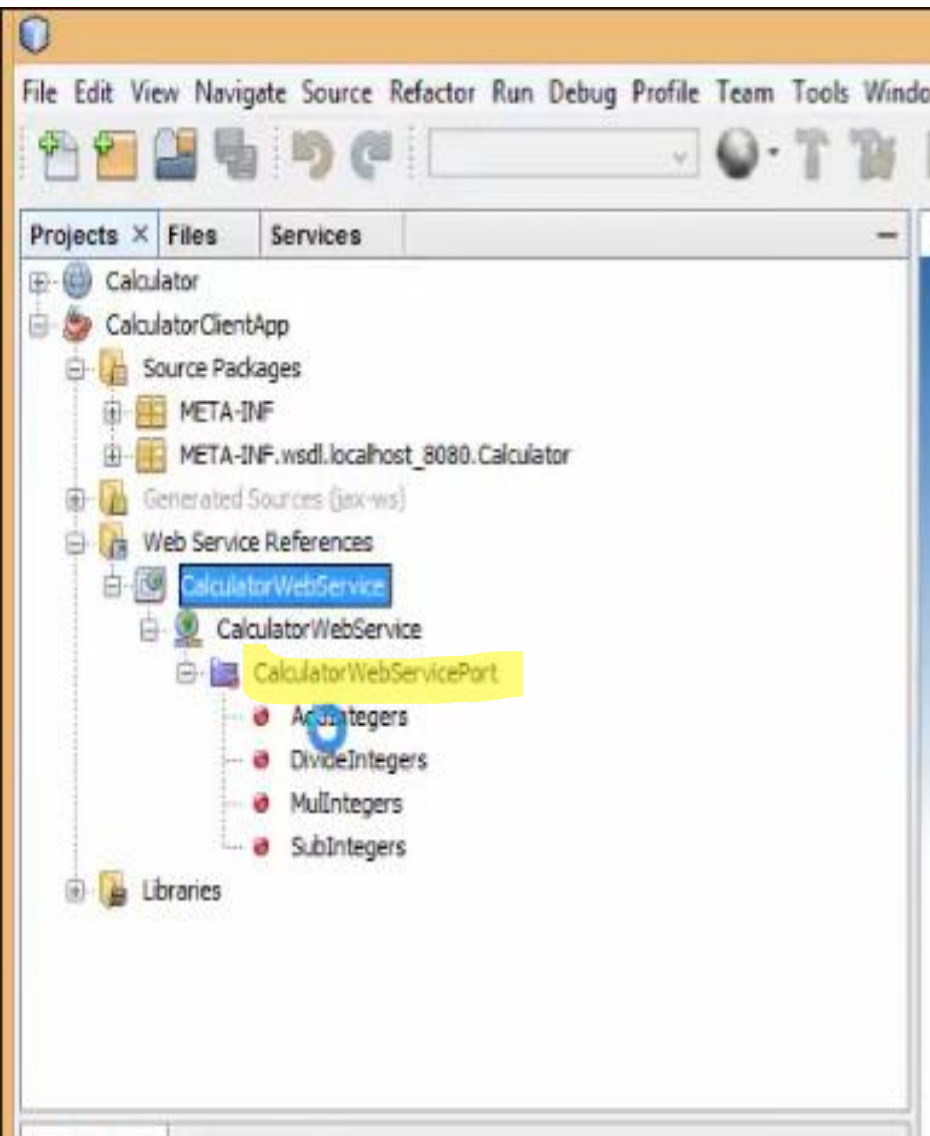 File Edit View Navigate Source Refactor Run Debug Profile Team Tools Windo
Projects × Files Services
Calculator
CalculatorClientApp
Source Packages
META-INF
META-INF.wsdl.localhost_8080.Calculator
Generated Sources (jax-ws)
Web Service References
CalculatorWebService
CalculatorWebService
CalculatorWebServicePort
AddIntegers
DivideIntegers
MulIntegers
SubIntegers
Libraries